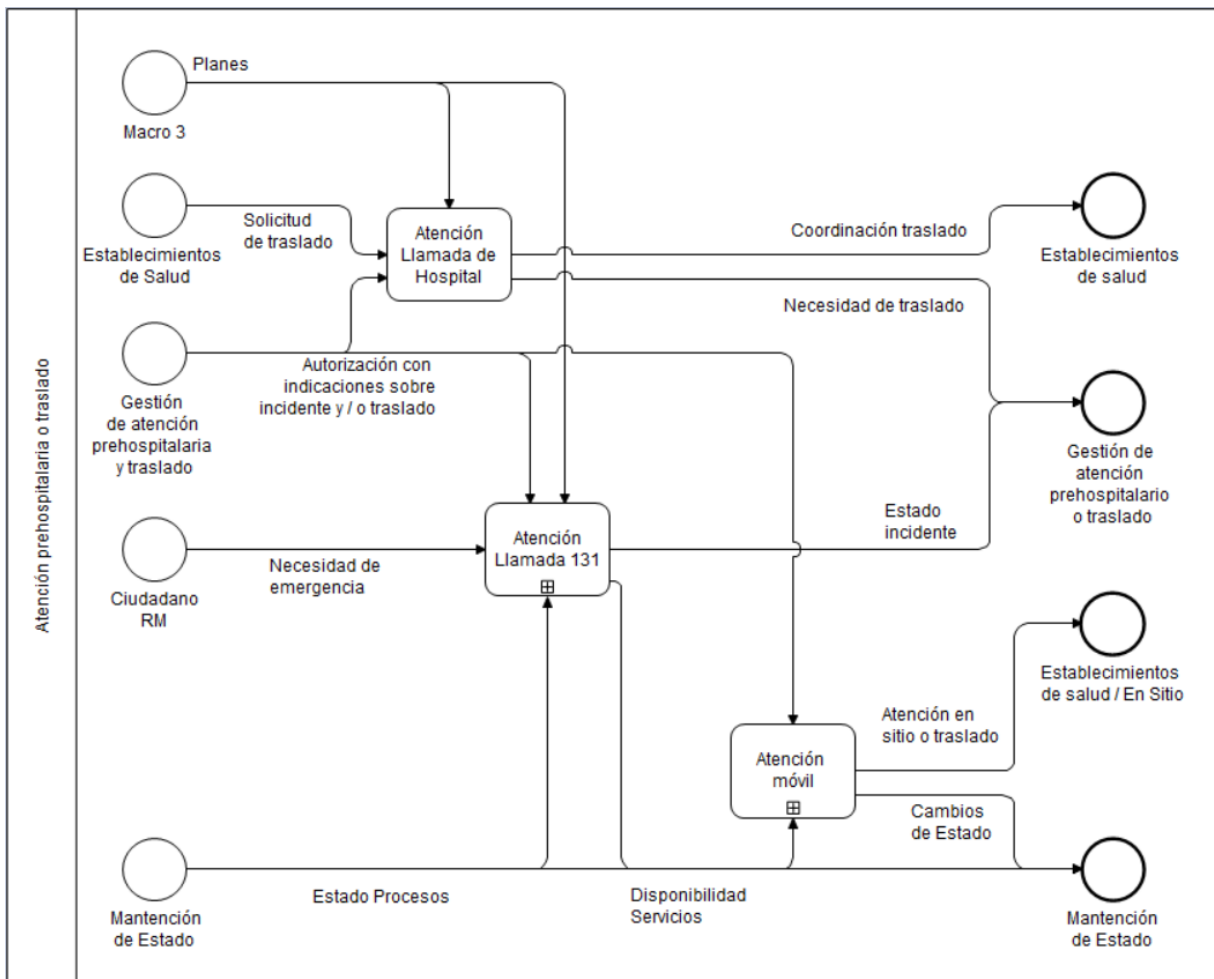 Atención prehospitalaria o traslado
Planes
Macro 3
Solicitud
de traslado
Establecimientos
de Salud
Atención
Llamada de
Hospital
Coordinación traslado
Establecimientos
de salud
Necesidad de traslado
Autorización con
indicaciones sobre
incidente y / o traslado
Gestión
de atención
prehospitalaria
y traslado
Gestión de
atención
prehospitalario
o traslado
Estado
incidente
Atención
Llamada 131
Necesidad de
emergencia
Ciudadano
RM
Establecimientos
de salud / En Sitio
Atención en
sitio o traslado
Atención
móvil
Cambios
de Estado
Estado Procesos
Disponibilidad
Servicios
Mantención
de Estado
Mantención
de Estado